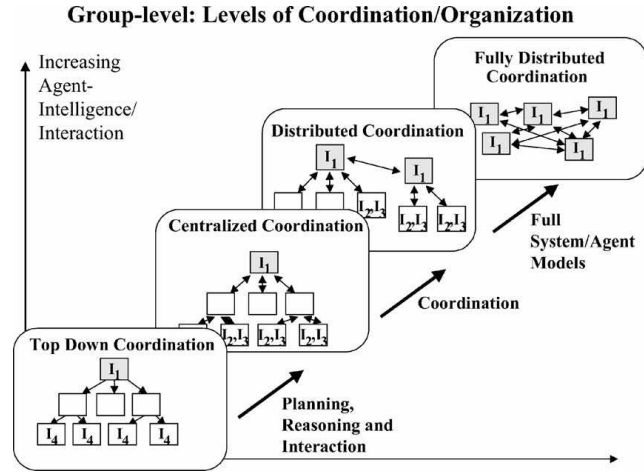 Group-level: Levels of Coordination/Organization
Increasing
Agent-
Intelligence/
Interaction
Fully Distributed
Coordination
I₁ I₁ I₁
I₁ I₁
Distributed Coordination
I₁
I₁
I₂,I₃
I₂,I₃ I₂,I₃
Full
System/Agent
Models
Centralized Coordination
I₁
I₂,I₃ I₂,I₃ I₂,I₃
Coordination
Top Down Coordination
I₁
I₄ I₄ I₄ I₄
Planning,
Reasoning and
Interaction